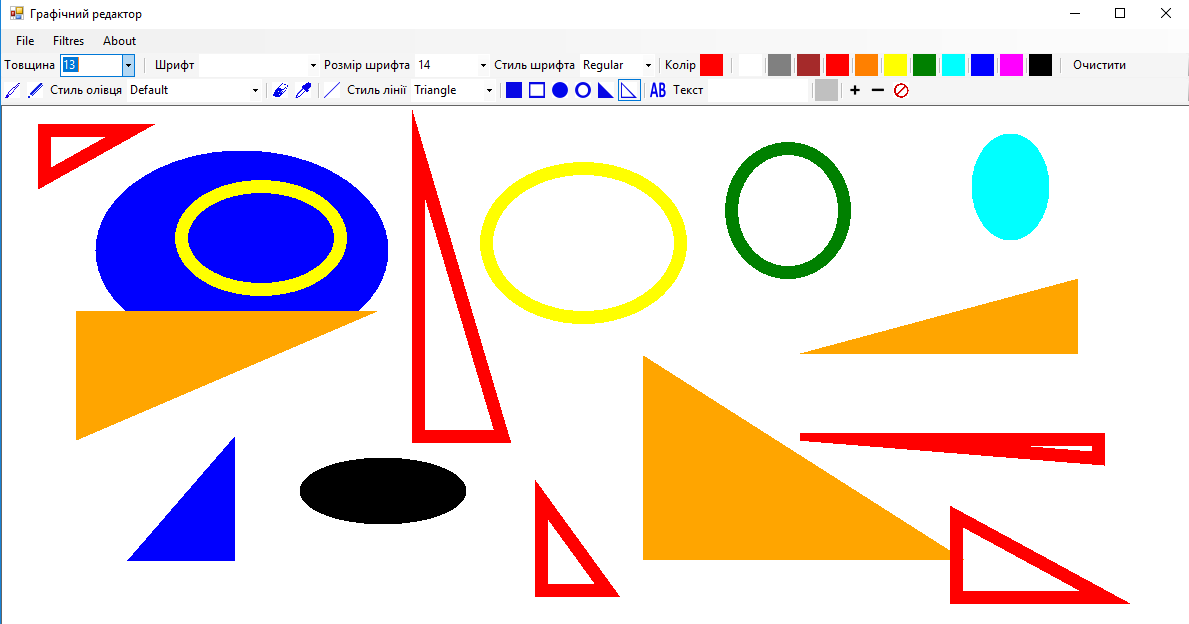 Графічний редактор
File Filtres About
Товщина 13 Шрифт Розмір шрифта 14 Стиль шрифта Regular Колір Очистити
Стиль олівця Default Стиль лінії Triangle AB Текст